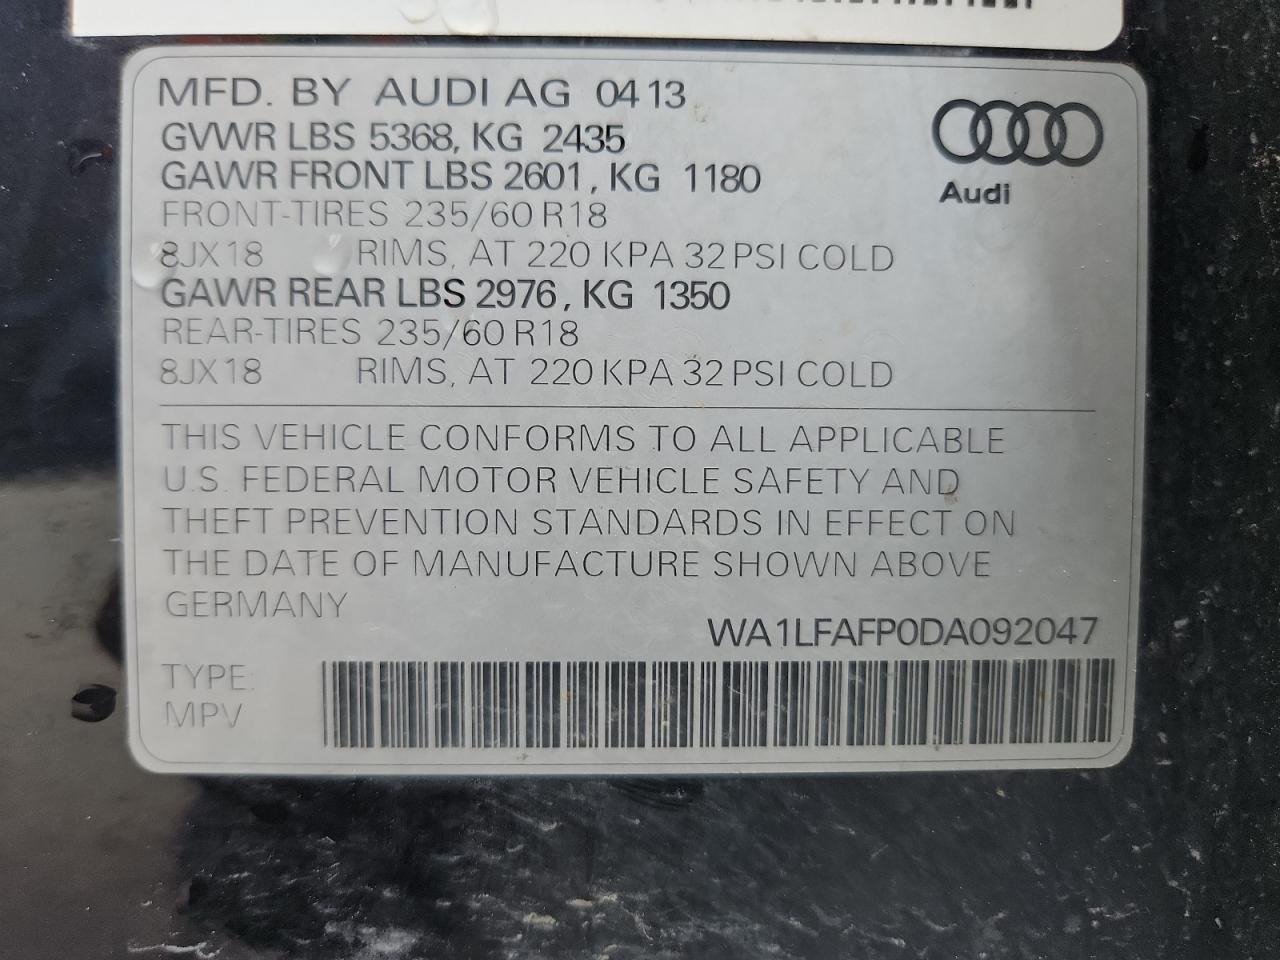 MFD. BY AUDI AG 0413
GVWR LBS 5368, KG 2435
GAWR FRONT LBS 2601, KG 1180
FRONT-TIRES 235/60 R18
8JX18 RIMS, AT 220 KPA 32 PSI COLD
GAWR REAR LBS 2976, KG 1350
REAR-TIRES 235/60 R18
8JX18 RIMS, AT 220 KPA 32 PSI COLD
Audi
THIS VEHICLE CONFORMS TO ALL APPLICABLE
U.S. FEDERAL MOTOR VEHICLE SAFETY AND
THEFT PREVENTION STANDARDS IN EFFECT ON
THE DATE OF MANUFACTURE SHOWN ABOVE
GERMANY
WA1LFAFP0DA092047
TYPE:
MPV